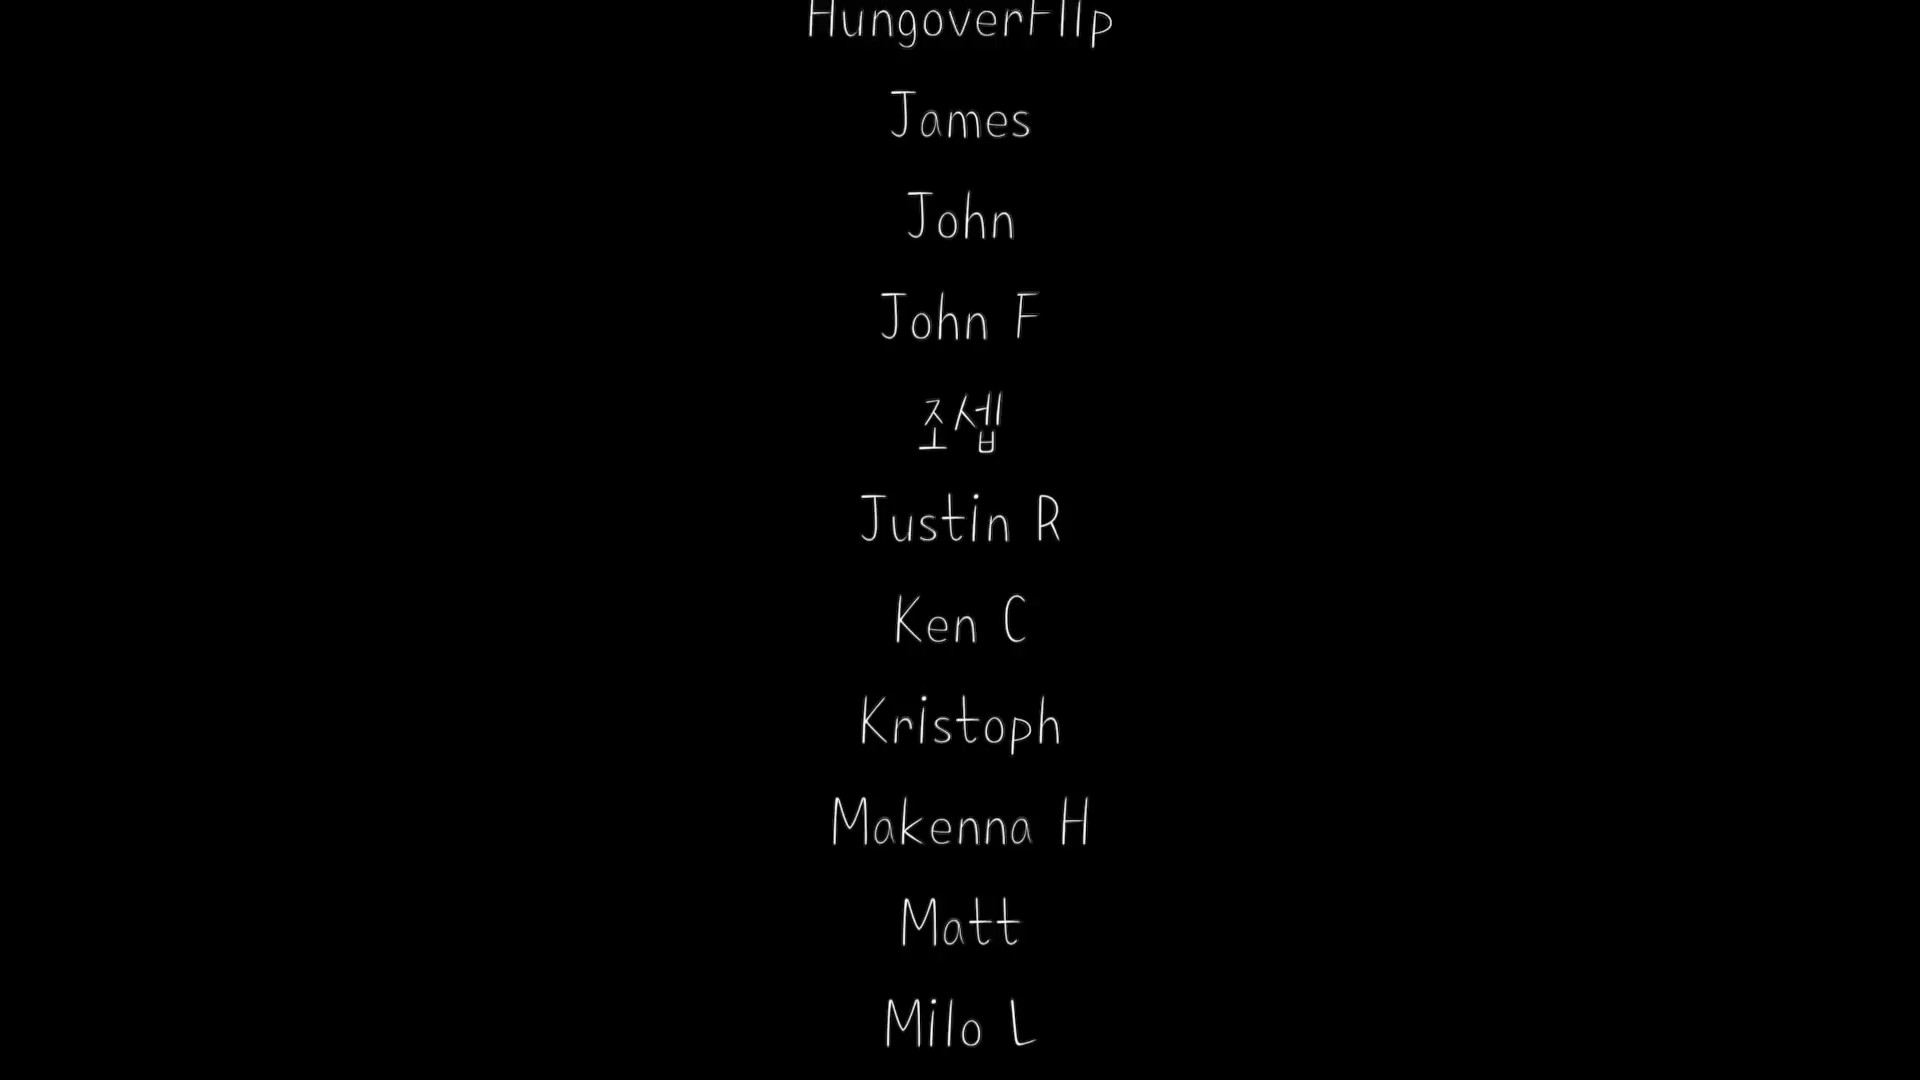 HungoverFlip
James
John
John F
조셉
Justin R
Ken C
Kristoph
Makenna H
Matt
Milo L